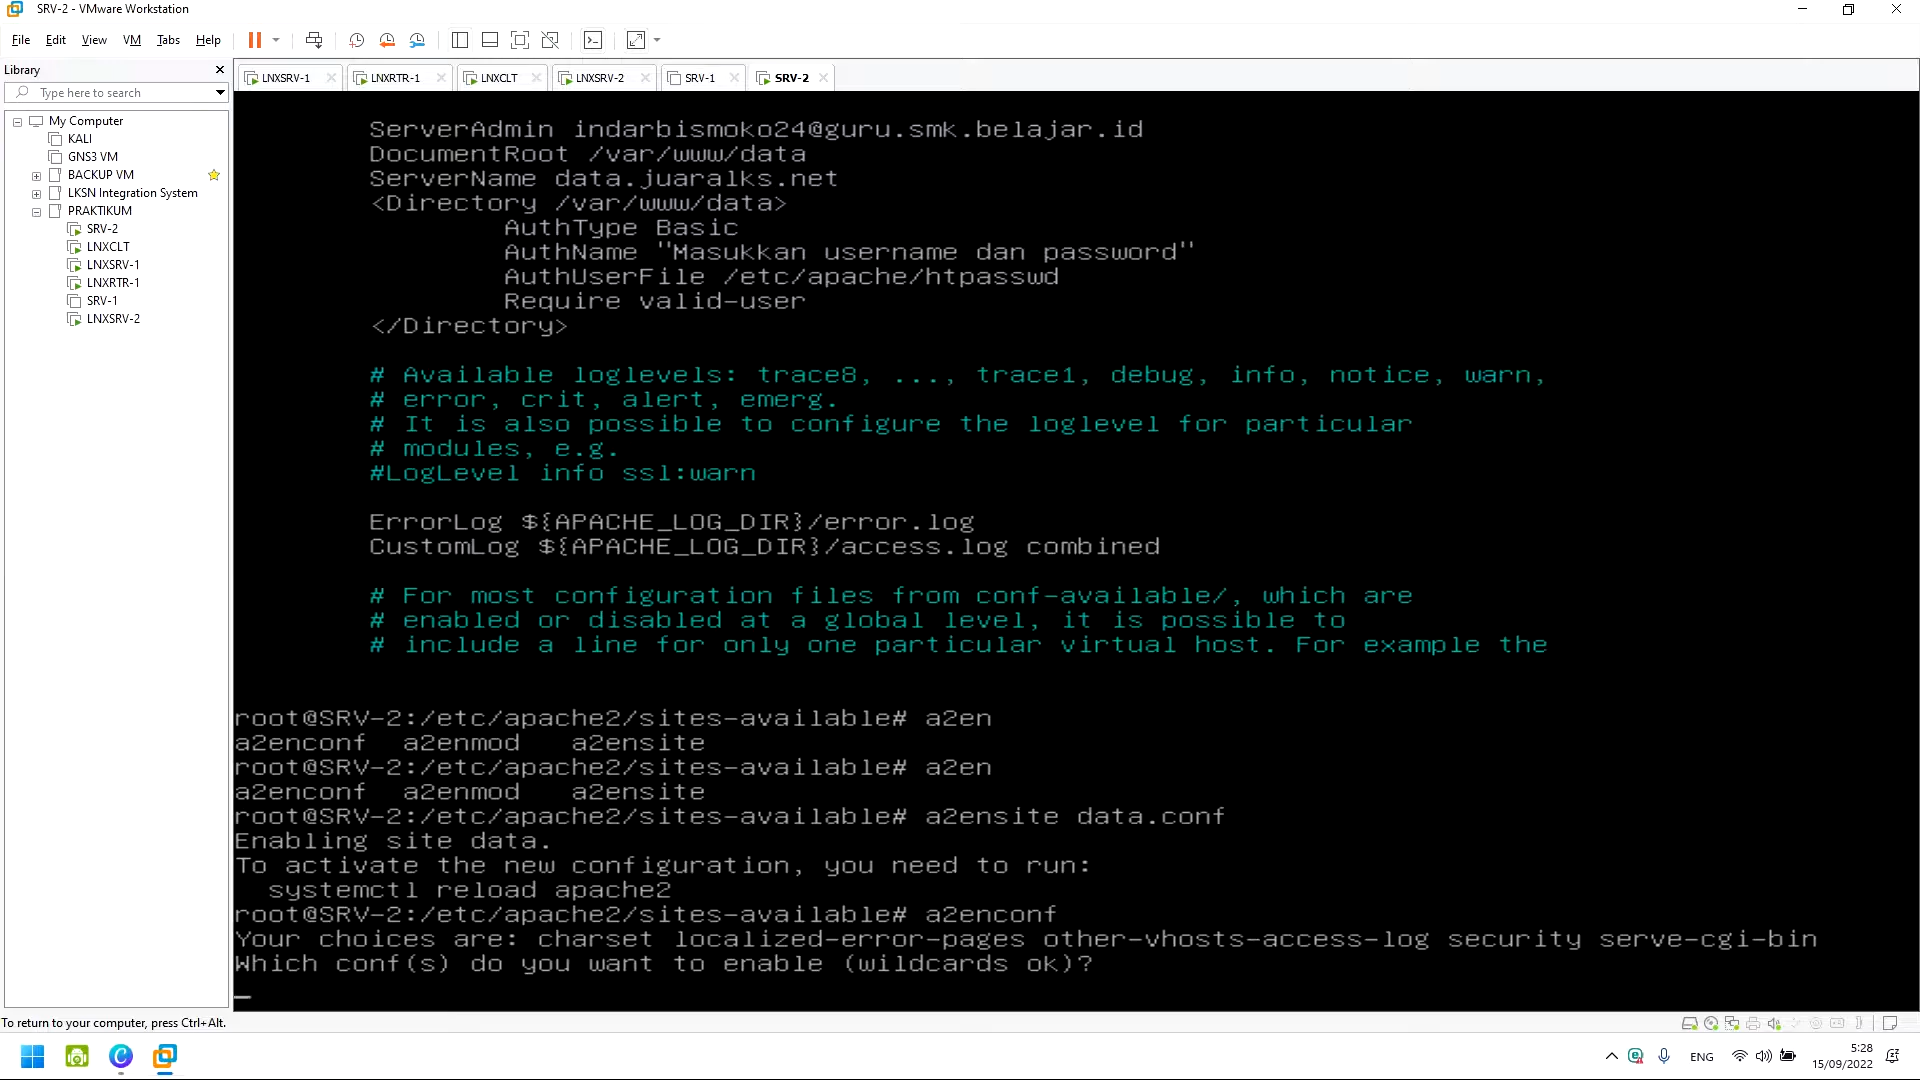 SRV-2 - VMware Workstation
File Edit View VM Tabs Help
Library
Type here to search
My Computer
KALI
GNS3 VM
BACKUP VM
LKSN Integration System
PRAKTIKUM
SRV-2
LNXCLT
LNXSRV-1
LNXRTR-1
SRV-1
LNXSRV-2
LNXSRV-1 LNXRTR-1 LNXCLT LNXSRV-2 SRV-1 SRV-2
ServerAdmin indarbismoko24@guru.smk.belajar.id
DocumentRoot /var/www/data
ServerName data.juaralks.net
<Directory /var/www/data>
AuthType Basic
AuthName "Masukkan username dan password"
AuthUserFile /etc/apache/htpasswd
Require valid-user
</Directory>
# Available loglevels: trace8, ..., trace1, debug, info, notice, warn,
# error, crit, alert, emerg.
# It is also possible to configure the loglevel for particular
# modules, e.g.
#LogLevel info ssl:warn
ErrorLog ${APACHE_LOG_DIR}/error.log
CustomLog ${APACHE_LOG_DIR}/access.log combined
# For most configuration files from conf-available/, which are
# enabled or disabled at a global level, it is possible to
# include a line for only one particular virtual host. For example the
root@SRV-2:/etc/apache2/sites-available# a2en
a2enconf a2enmod a2ensite
root@SRV-2:/etc/apache2/sites-available# a2en
a2enconf a2enmod a2ensite
root@SRV-2:/etc/apache2/sites-available# a2ensite data.conf
Enabling site data.
To activate the new configuration, you need to run:
systemctl reload apache2
root@SRV-2:/etc/apache2/sites-available# a2enconf
Your choices are: charset localized-error-pages other-vhosts-access-log security serve-cgi-bin
Which conf(s) do you want to enable (wildcards ok)?
To return to your computer, press Ctrl+Alt.
ENG
5:28
15/09/2022